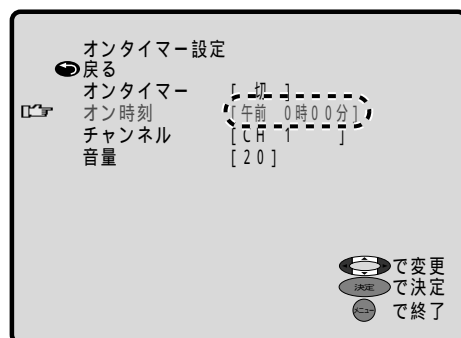 オンタイマー設定
戻る
オンタイマー [ 切 ]
オン時刻 [午前 0時00分]
チャンネル [CH 1 ]
音量 [20]
で変更
決定 で決定
メニュー で終了